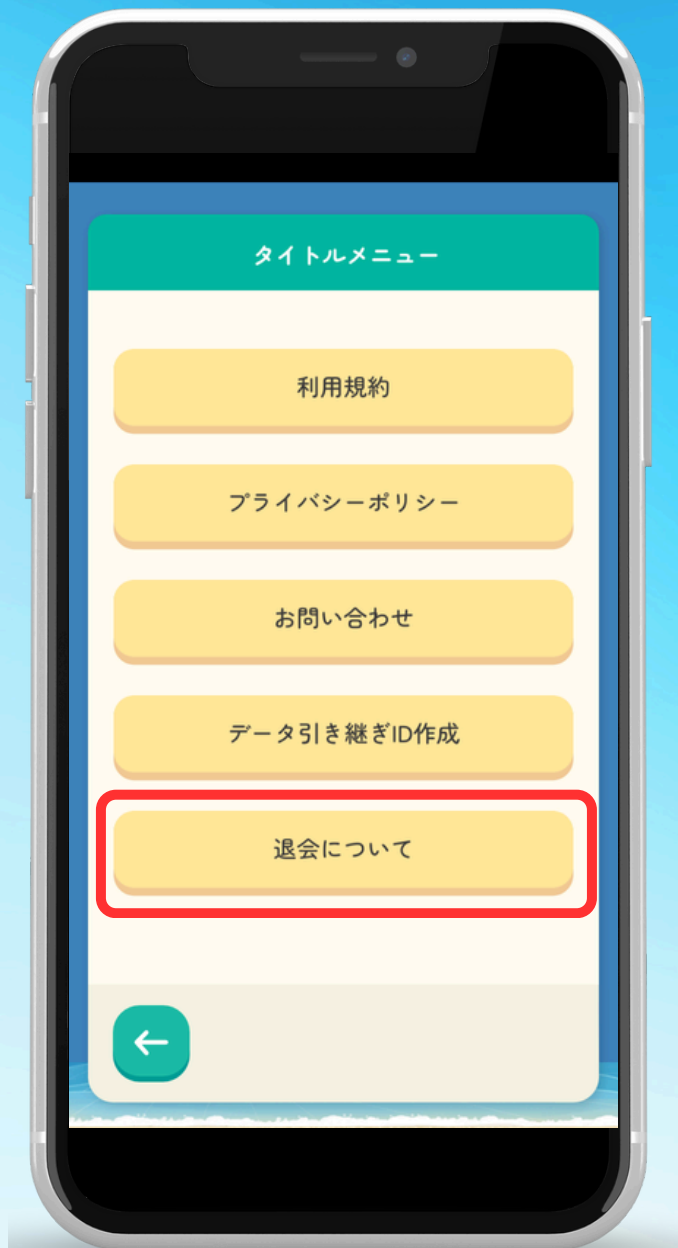 タイトルメニュー
利用規約
プライバシーポリシー
お問い合わせ
データ引き継ぎID作成
退会について